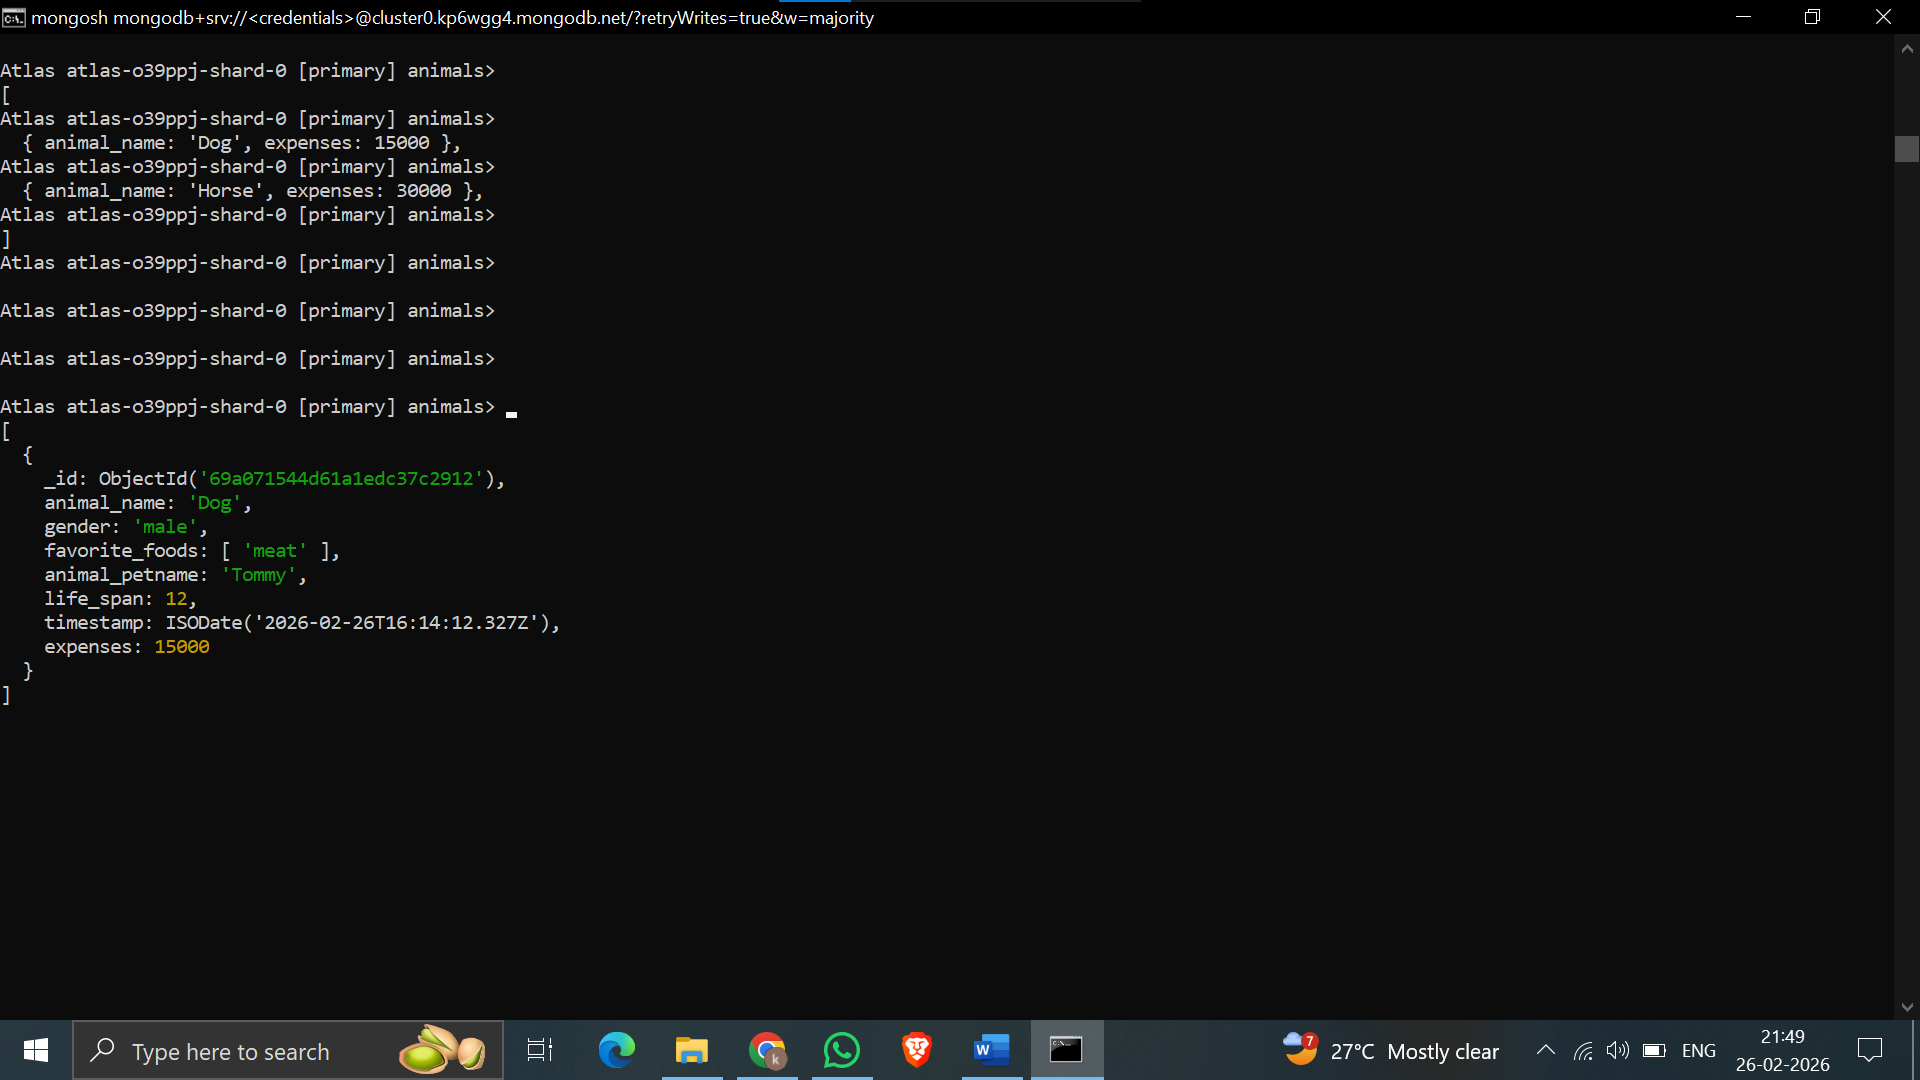 mongosh mongodb+srv://<credentials>@cluster0.kp6wgg4.mongodb.net/?retryWrites=true&w=majority
Atlas atlas-o39ppj-shard-0 [primary] animals>
[
Atlas atlas-o39ppj-shard-0 [primary] animals>
  { animal_name: 'Dog', expenses: 15000 },
Atlas atlas-o39ppj-shard-0 [primary] animals>
  { animal_name: 'Horse', expenses: 30000 },
Atlas atlas-o39ppj-shard-0 [primary] animals>
]
Atlas atlas-o39ppj-shard-0 [primary] animals>
Atlas atlas-o39ppj-shard-0 [primary] animals>
Atlas atlas-o39ppj-shard-0 [primary] animals>
Atlas atlas-o39ppj-shard-0 [primary] animals>
[
  {
    _id: ObjectId('69a071544d61a1edc37c2912'),
    animal_name: 'Dog',
    gender: 'male',
    favorite_foods: [ 'meat' ],
    animal_petname: 'Tommy',
    life_span: 12,
    timestamp: ISODate('2026-02-26T16:14:12.327Z'),
    expenses: 15000
  }
]
Type here to search
7
27°C Mostly clear
ENG
21:49
26-02-2026